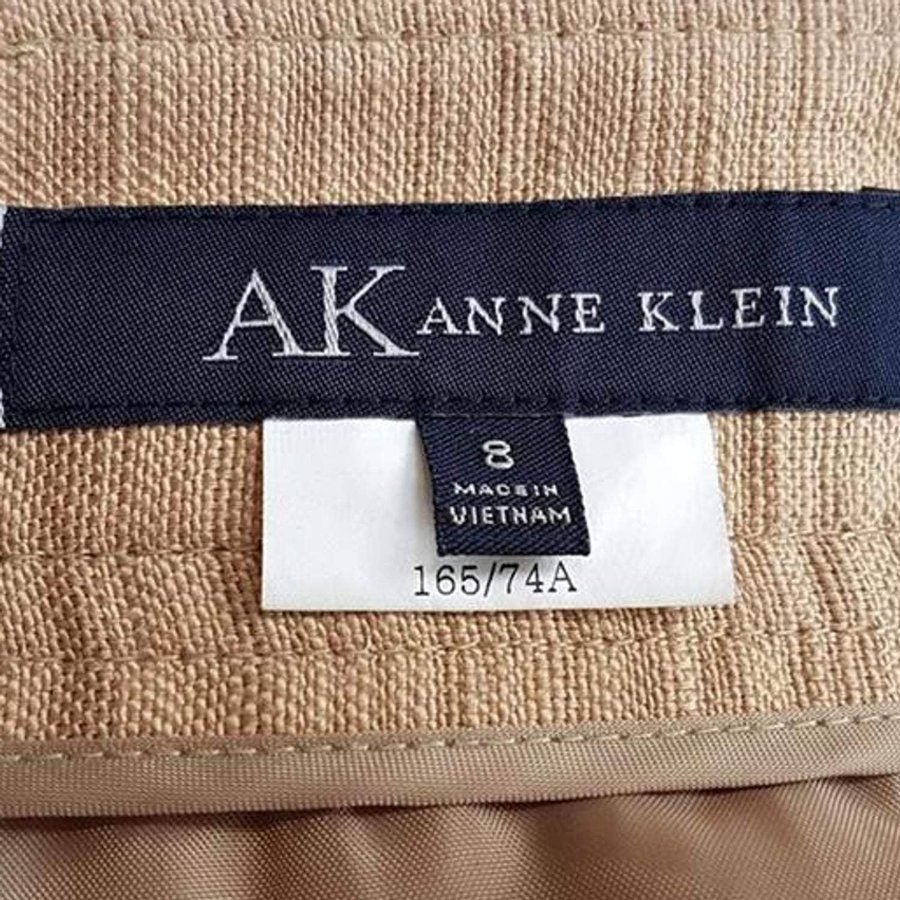 AK ANNE KLEIN
8
MADE IN
VIETNAM
165/74A